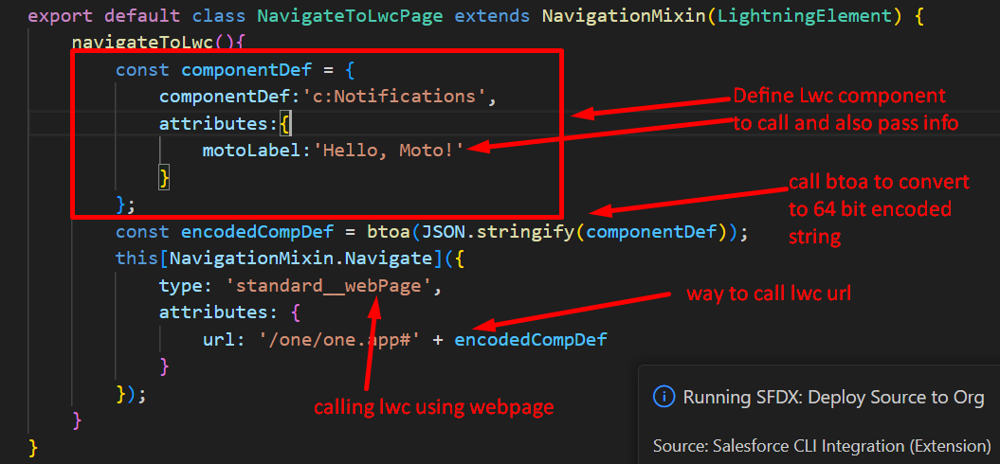 export default class NavigateToLwcPage extends NavigationMixin(LightningElement) {
navigateToLwc(){
const componentDef = {
componentDef:'c:Notifications',
attributes:{
motoLabel:'Hello, Moto!'
}
};
const encodedCompDef = btoa(JSON.stringify(componentDef));
this[NavigationMixin.Navigate]({
type: 'standard__webPage',
attributes: {
url: '/one/one.app#' + encodedCompDef
}
});
}
}
Define Lwc component
to call and also pass info
call btoa to convert
to 64 bit encoded
string
way to call lwc url
calling lwc using webpage
Running SFDX: Deploy Source to Org
Source: Salesforce CLI Integration (Extension)